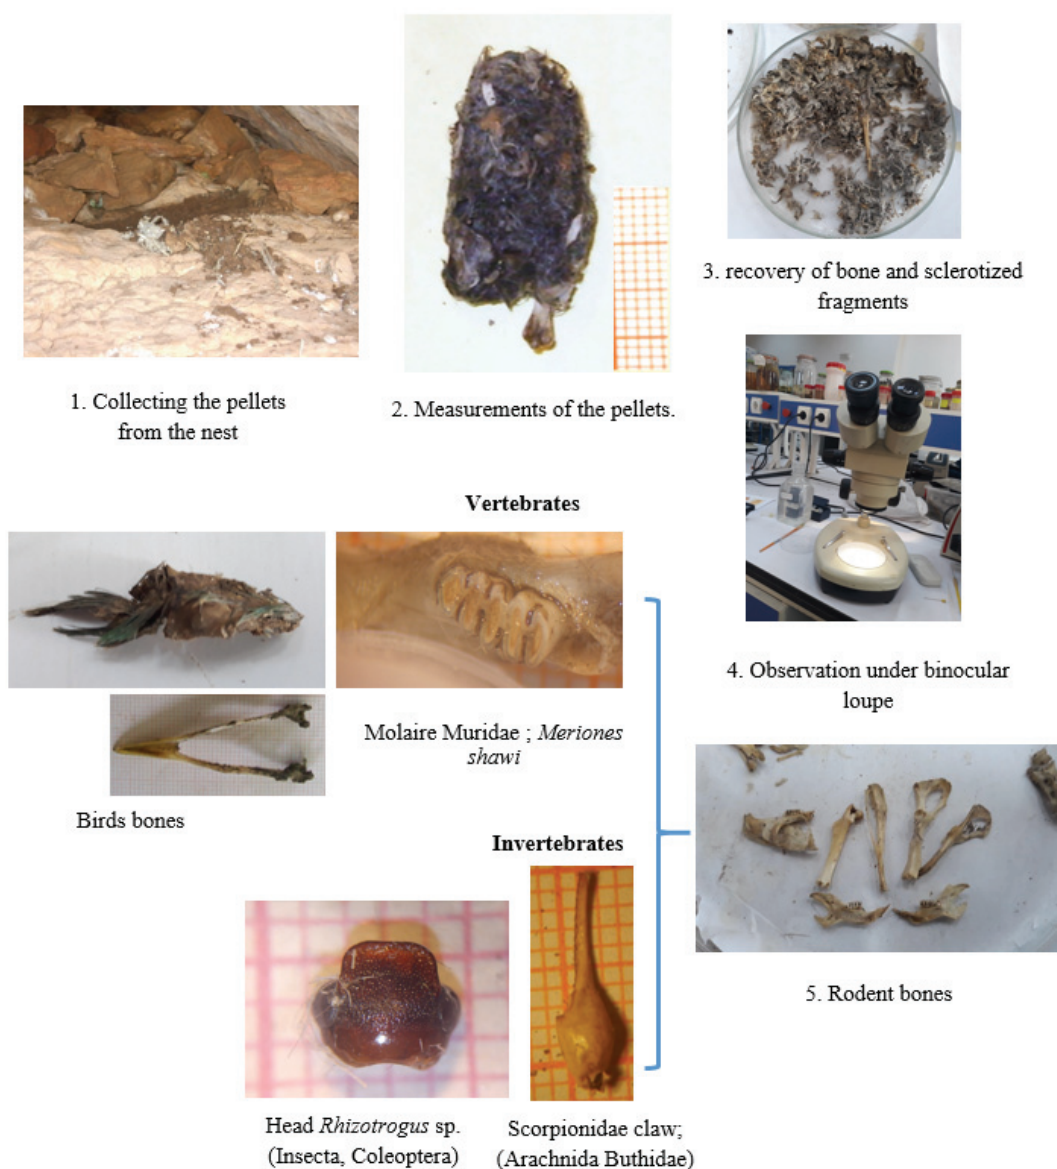 1. Collecting the pellets
from the nest
2. Measurements of the pellets.
3. recovery of bone and sclerotized
fragments
4. Observation under binocular
loupe
Vertebrates
Molaire Muridae ; Meriones
shawi
Birds bones
5. Rodent bones
Invertebrates
Head Rhizotrogus sp.
(Insecta, Coleoptera)
Scorpionidae claw;
(Arachnida Buthidae)